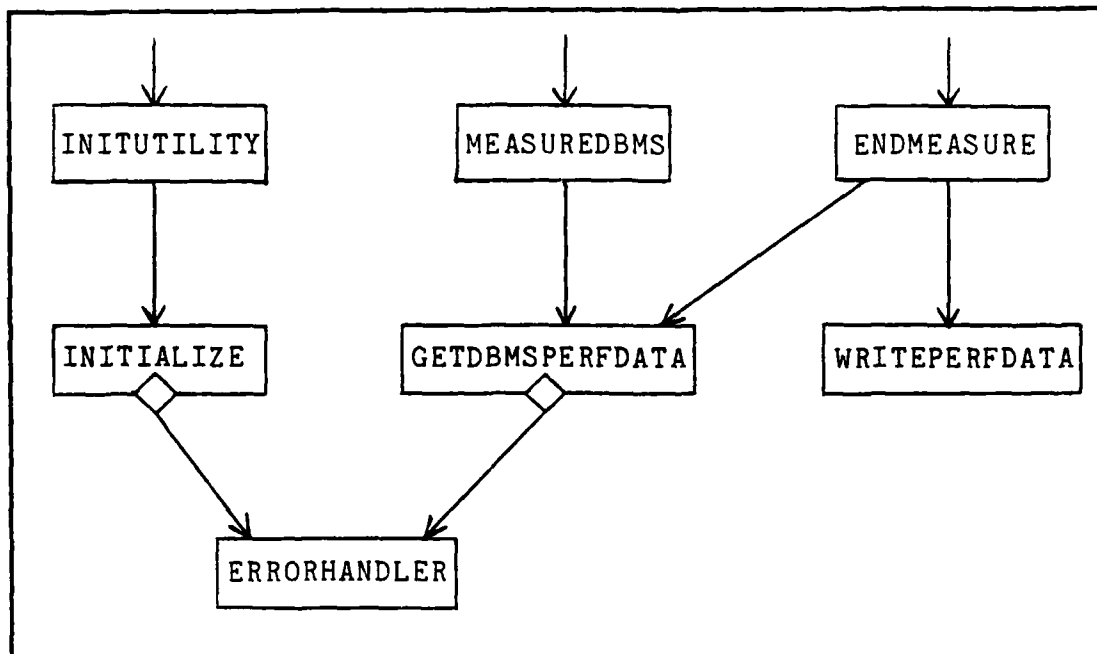 INITUTILITY
MEASUREDBMS
ENDMEASURE
INITIALIZE
GETDBMSPERFDATA
WRITEPERFDATA
ERRORHANDLER